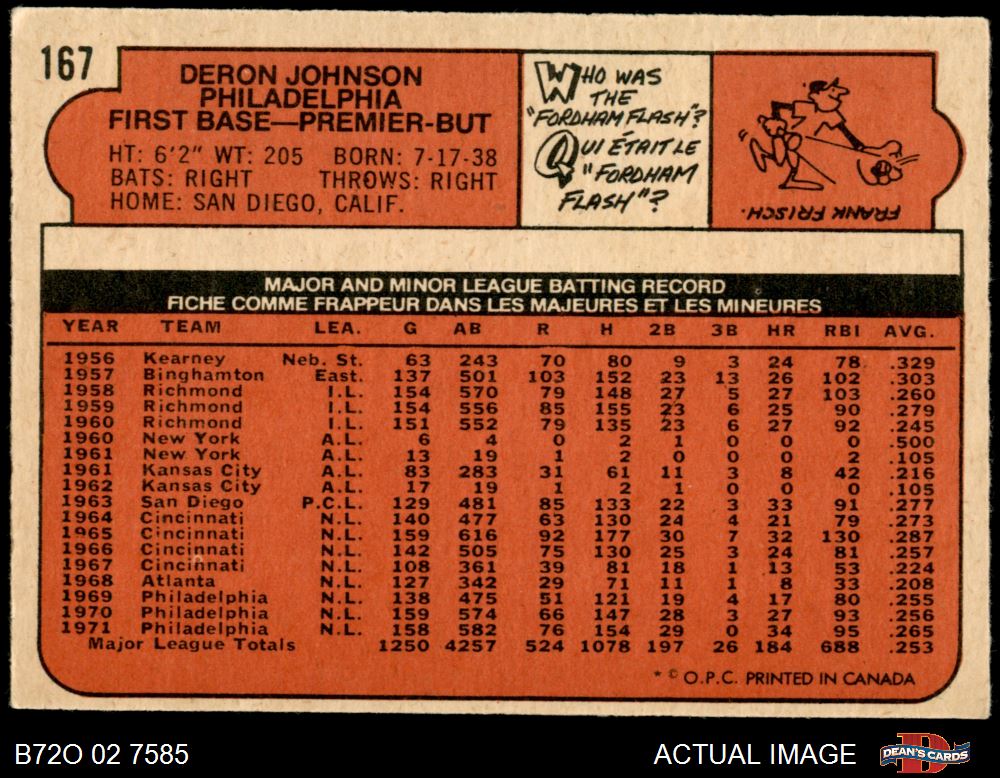 167
DERON JOHNSON
PHILADELPHIA
FIRST BASE—PREMIER-BUT
HT: 6'2" WT: 205 BORN: 7-17-38
BATS: RIGHT THROWS: RIGHT
HOME: SAN DIEGO, CALIF.
WHO WAS
THE
"FORDHAM FLASH"?
QUI ÉTAIT LE
"FORDHAM
FLASH"?
FRANK FRISCH.
MAJOR AND MINOR LEAGUE BATTING RECORD
FICHE COMME FRAPPEUR DANS LES MAJEURES ET LES MINEURES
YEAR TEAM LEA. G AB R H 2B 3B HR RBI AVG.
1956 Kearney Neb. St. 63 243 70 80 9 3 24 78 .329
1957 Binghamton East. 137 501 103 152 23 13 26 102 .303
1958 Richmond I.L. 154 570 79 148 27 5 27 103 .260
1959 Richmond I.L. 154 556 85 155 23 6 25 90 .279
1960 Richmond I.L. 151 552 79 135 23 6 27 92 .245
1960 New York A.L. 6 4 0 2 1 0 0 0 .500
1961 New York A.L. 13 19 1 2 0 0 0 2 .105
1961 Kansas City A.L. 83 283 31 61 11 3 8 42 .216
1962 Kansas City A.L. 17 19 1 2 1 0 0 0 .105
1963 San Diego P.C.L. 129 481 85 133 22 3 33 91 .277
1964 Cincinnati N.L. 140 477 63 130 24 4 21 79 .273
1965 Cincinnati N.L. 159 616 92 177 30 7 32 130 .287
1966 Cincinnati N.L. 142 505 75 130 25 3 24 81 .257
1967 Cincinnati N.L. 108 361 39 81 18 1 13 53 .224
1968 Atlanta N.L. 127 342 29 71 11 1 8 33 .208
1969 Philadelphia N.L. 138 475 51 121 19 4 17 80 .255
1970 Philadelphia N.L. 159 574 66 147 28 3 27 93 .256
1971 Philadelphia N.L. 158 582 76 154 29 0 34 95 .265
Major League Totals 1250 4257 524 1078 197 26 184 688 .253
* © O.P.C. PRINTED IN CANADA
B72O 02 7585
ACTUAL IMAGE
DEAN'S CARDS